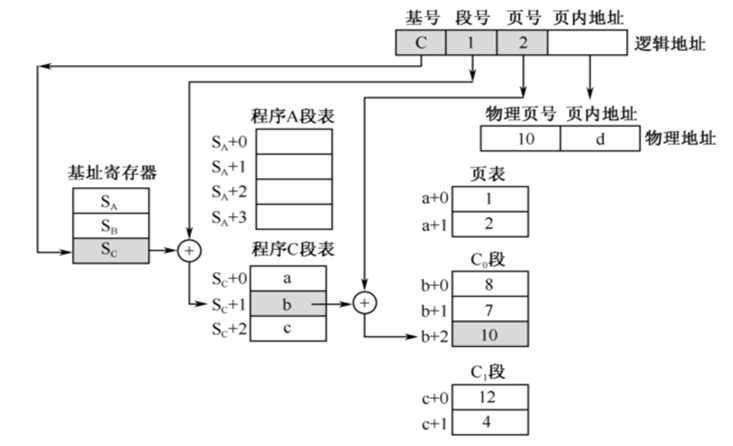 基号 段号 页号 页内地址
C 1 2 逻辑地址
物理页号 页内地址
10 d 物理地址
程序A段表
S_A+0
S_A+1
S_A+2
S_A+3
基址寄存器
S_A
S_B
S_C
+
程序C段表
S_C+0 a
S_C+1 b
S_C+2 c
+
页表
a+0 1
a+1 2
C₀段
b+0 8
b+1 7
b+2 10
C₁段
c+0 12
c+1 4